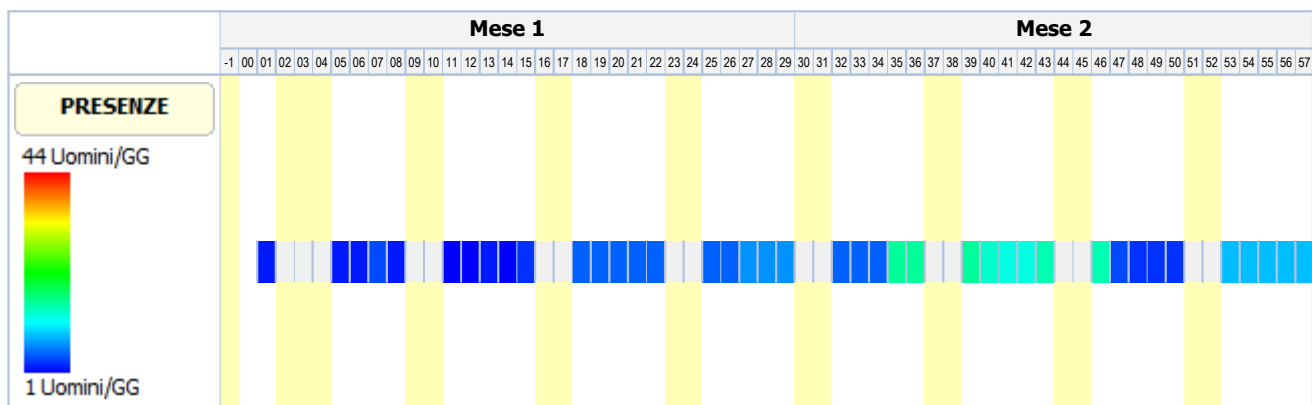 Mese 1 Mese 2
-1 00 01 02 03 04 05 06 07 08 09 10 11 12 13 14 15 16 17 18 19 20 21 22 23 24 25 26 27 28 29 30 31 32 33 34 35 36 37 38 39 40 41 42 43 44 45 46 47 48 49 50 51 52 53 54 55 56 57
PRESENZE
44 Uomini/GG
1 Uomini/GG